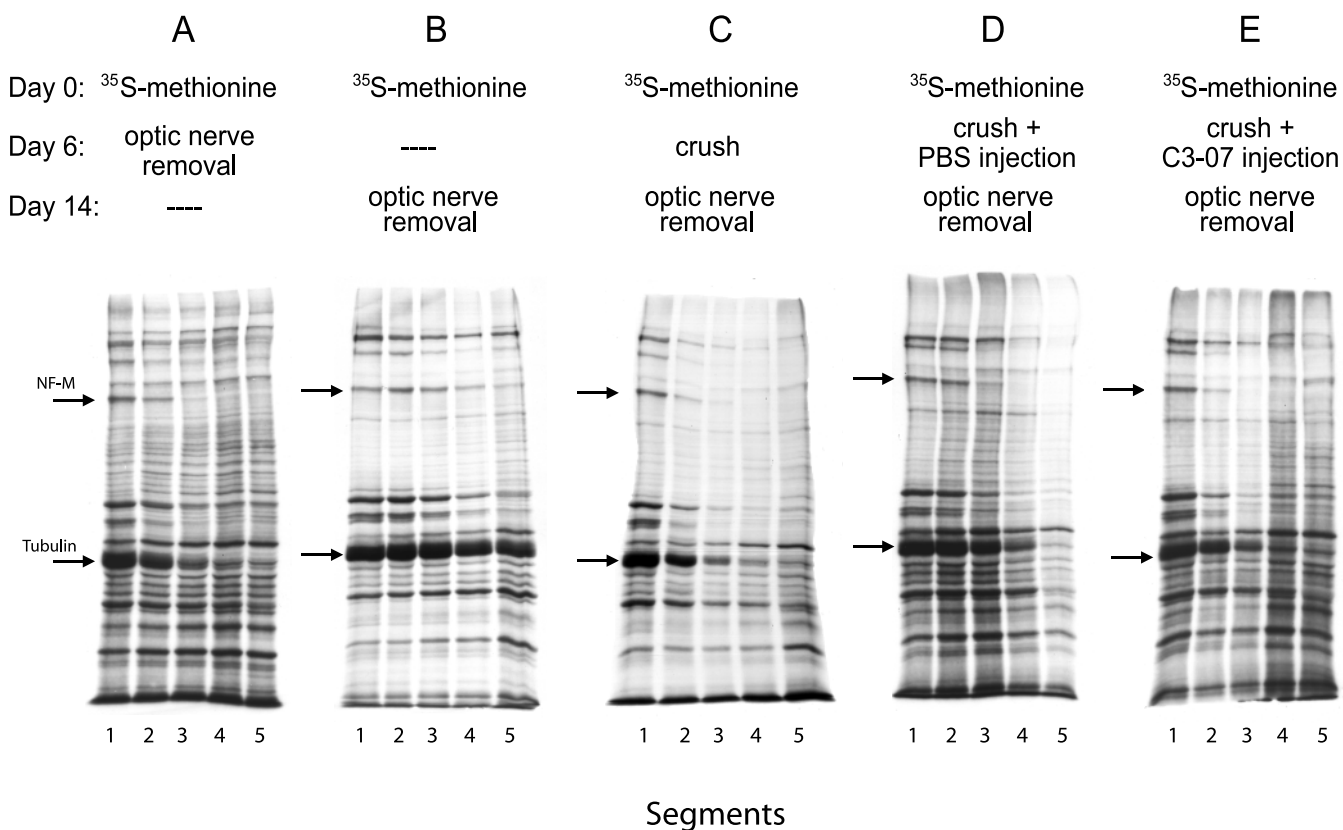 A B C D E
Day 0: ³⁵S-methionine ³⁵S-methionine ³⁵S-methionine ³⁵S-methionine ³⁵S-methionine
Day 6: optic nerve removal ---- crush crush + PBS injection crush + C3-07 injection
Day 14: ---- optic nerve removal optic nerve removal optic nerve removal optic nerve removal
NF-M
Tubulin
1 2 3 4 5 1 2 3 4 5 1 2 3 4 5 1 2 3 4 5 1 2 3 4 5
Segments